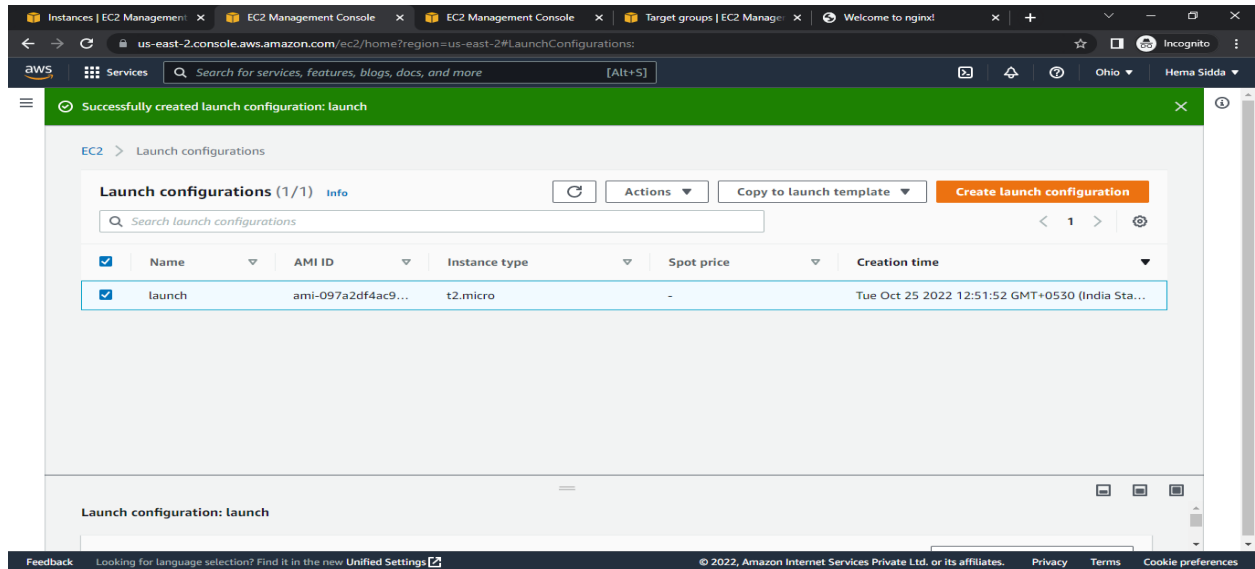 Instances | EC2 Management EC2 Management Console EC2 Management Console Target groups | EC2 Manager Welcome to nginx!
us-east-2.console.aws.amazon.com/ec2/home?region=us-east-2#LaunchConfigurations: Incognito
aws Services Search for services, features, blogs, docs, and more [Alt+S] Ohio Hema Sidda
Successfully created launch configuration: launch
EC2 > Launch configurations
Launch configurations (1/1) Info Actions Copy to launch template Create launch configuration
Search launch configurations < 1 >
Name AMI ID Instance type Spot price Creation time
launch ami-097a2df4ac9... t2.micro - Tue Oct 25 2022 12:51:52 GMT+0530 (India Sta...
Launch configuration: launch
Feedback Looking for language selection? Find it in the new Unified Settings © 2022, Amazon Internet Services Private Ltd. or its affiliates. Privacy Terms Cookie preferences